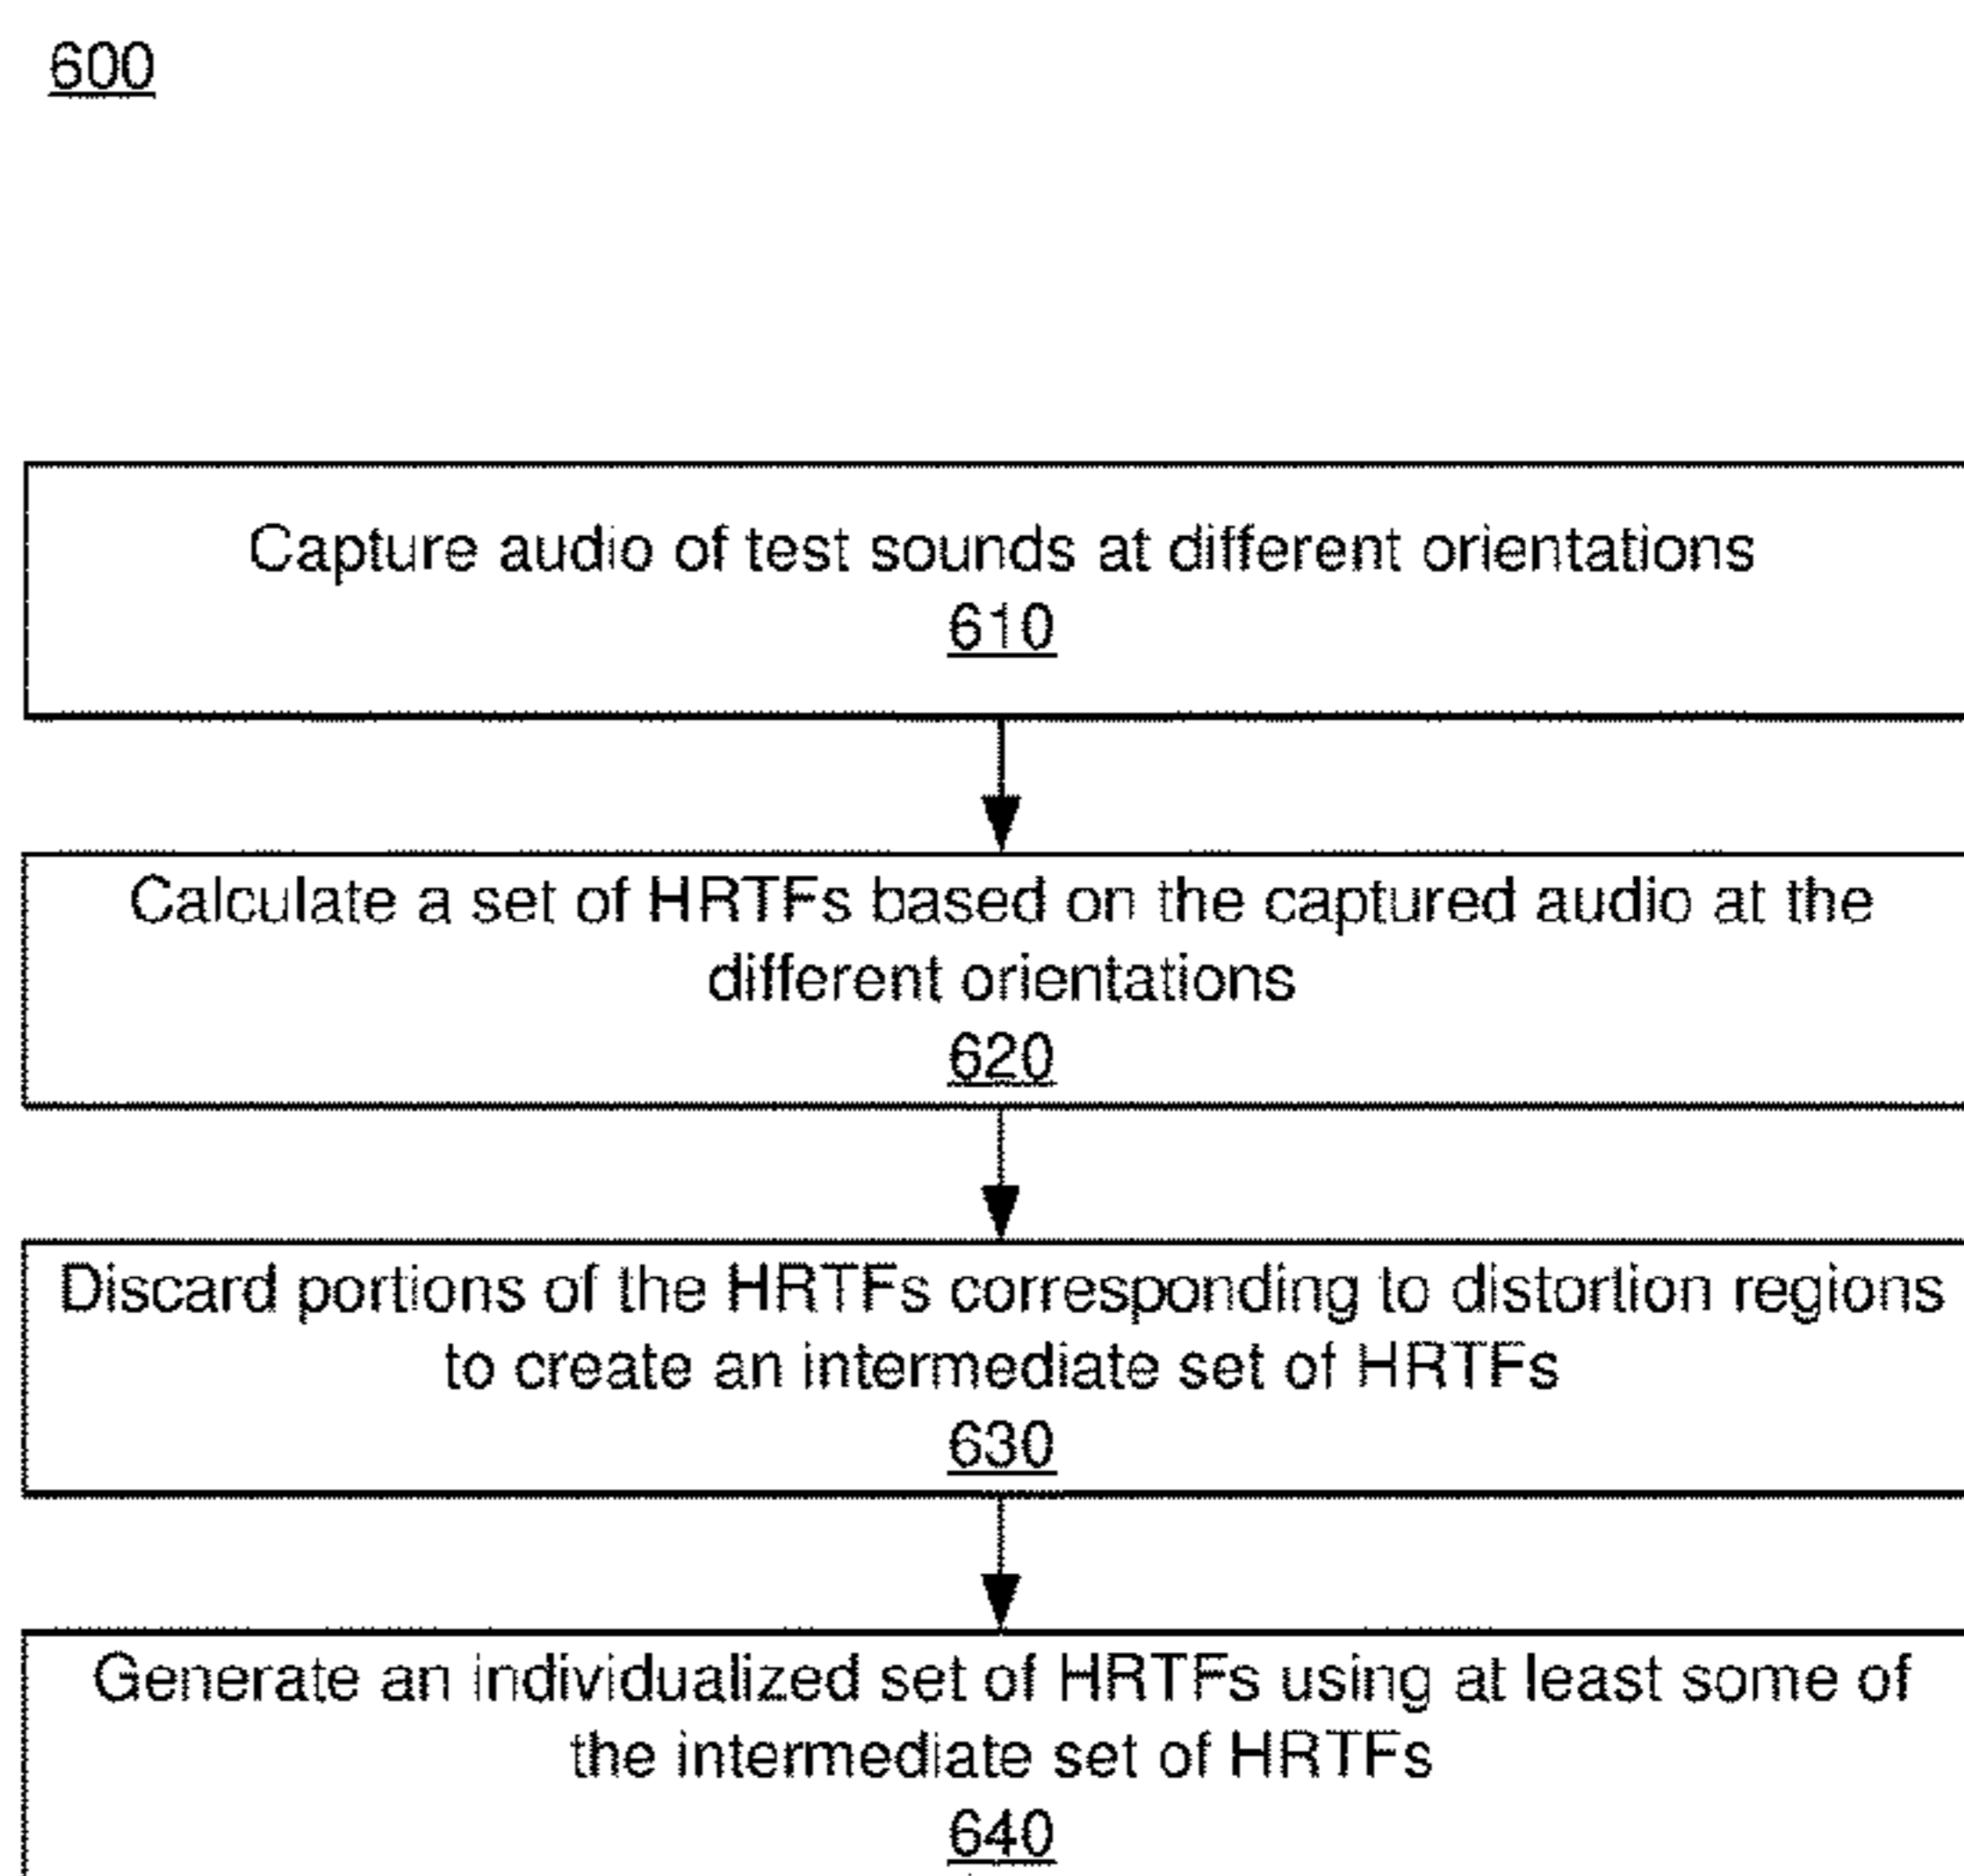 600
Capture audio of test sounds at different orientations
610
Calculate a set of HRTFs based on the captured audio at the
different orientations
620
Discard portions of the HRTFs corresponding to distortion regions
to create an intermediate set of HRTFs
630
Generate an individualized set of HRTFs using at least some of
the intermediate set of HRTFs
640